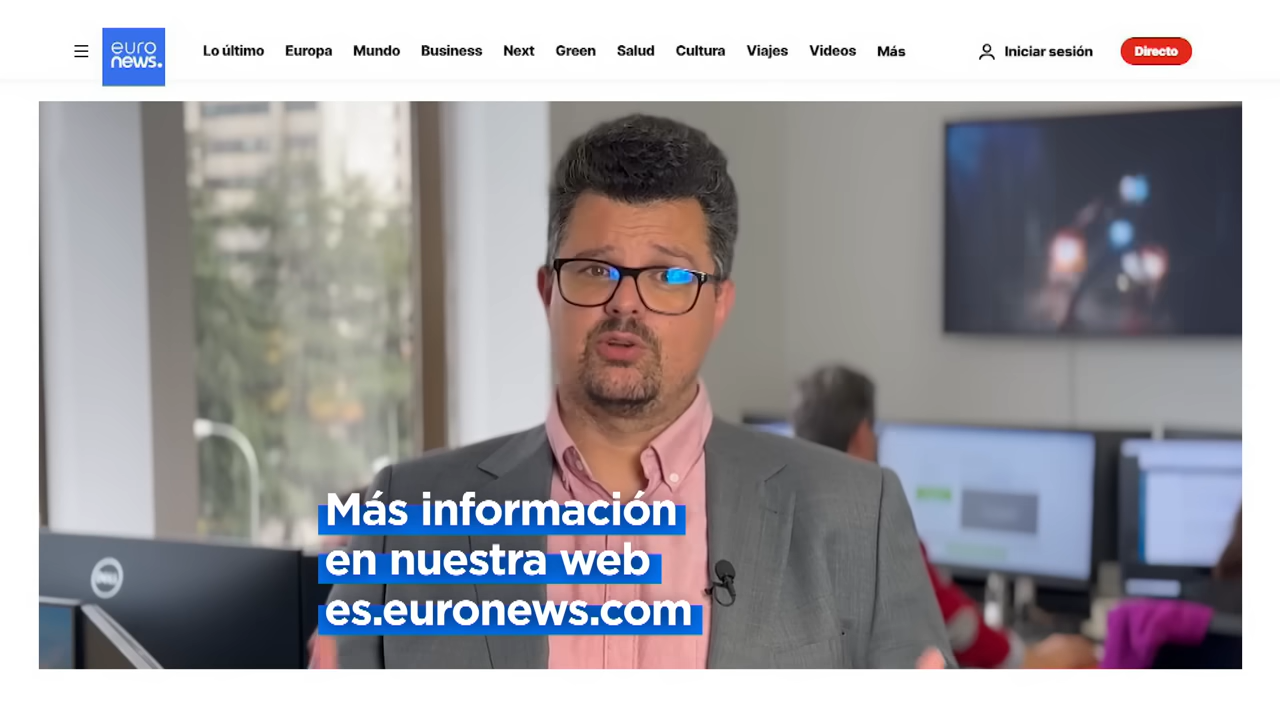 euro
news.
Lo último Europa Mundo Business Next Green Salud Cultura Viajes Videos Más Iniciar sesión Directo
DELL
Más información
en nuestra web
es.euronews.com